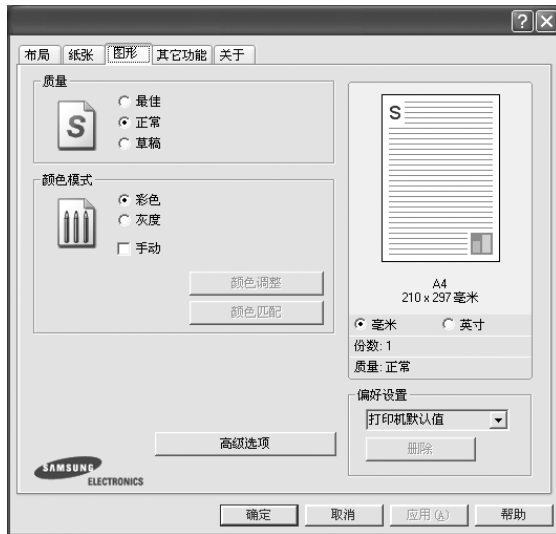 布局 纸张 图形 其它功能 关于
质量
S
最佳
正常
草稿
颜色模式
彩色
灰度
手动
颜色调整
颜色匹配
高级选项
SAMSUNG
ELECTRONICS
S
A4
210 x 297 毫米
毫米 英寸
份数: 1
质量: 正常
偏好设置
打印机默认值
删除
确定 取消 应用(A) 帮助